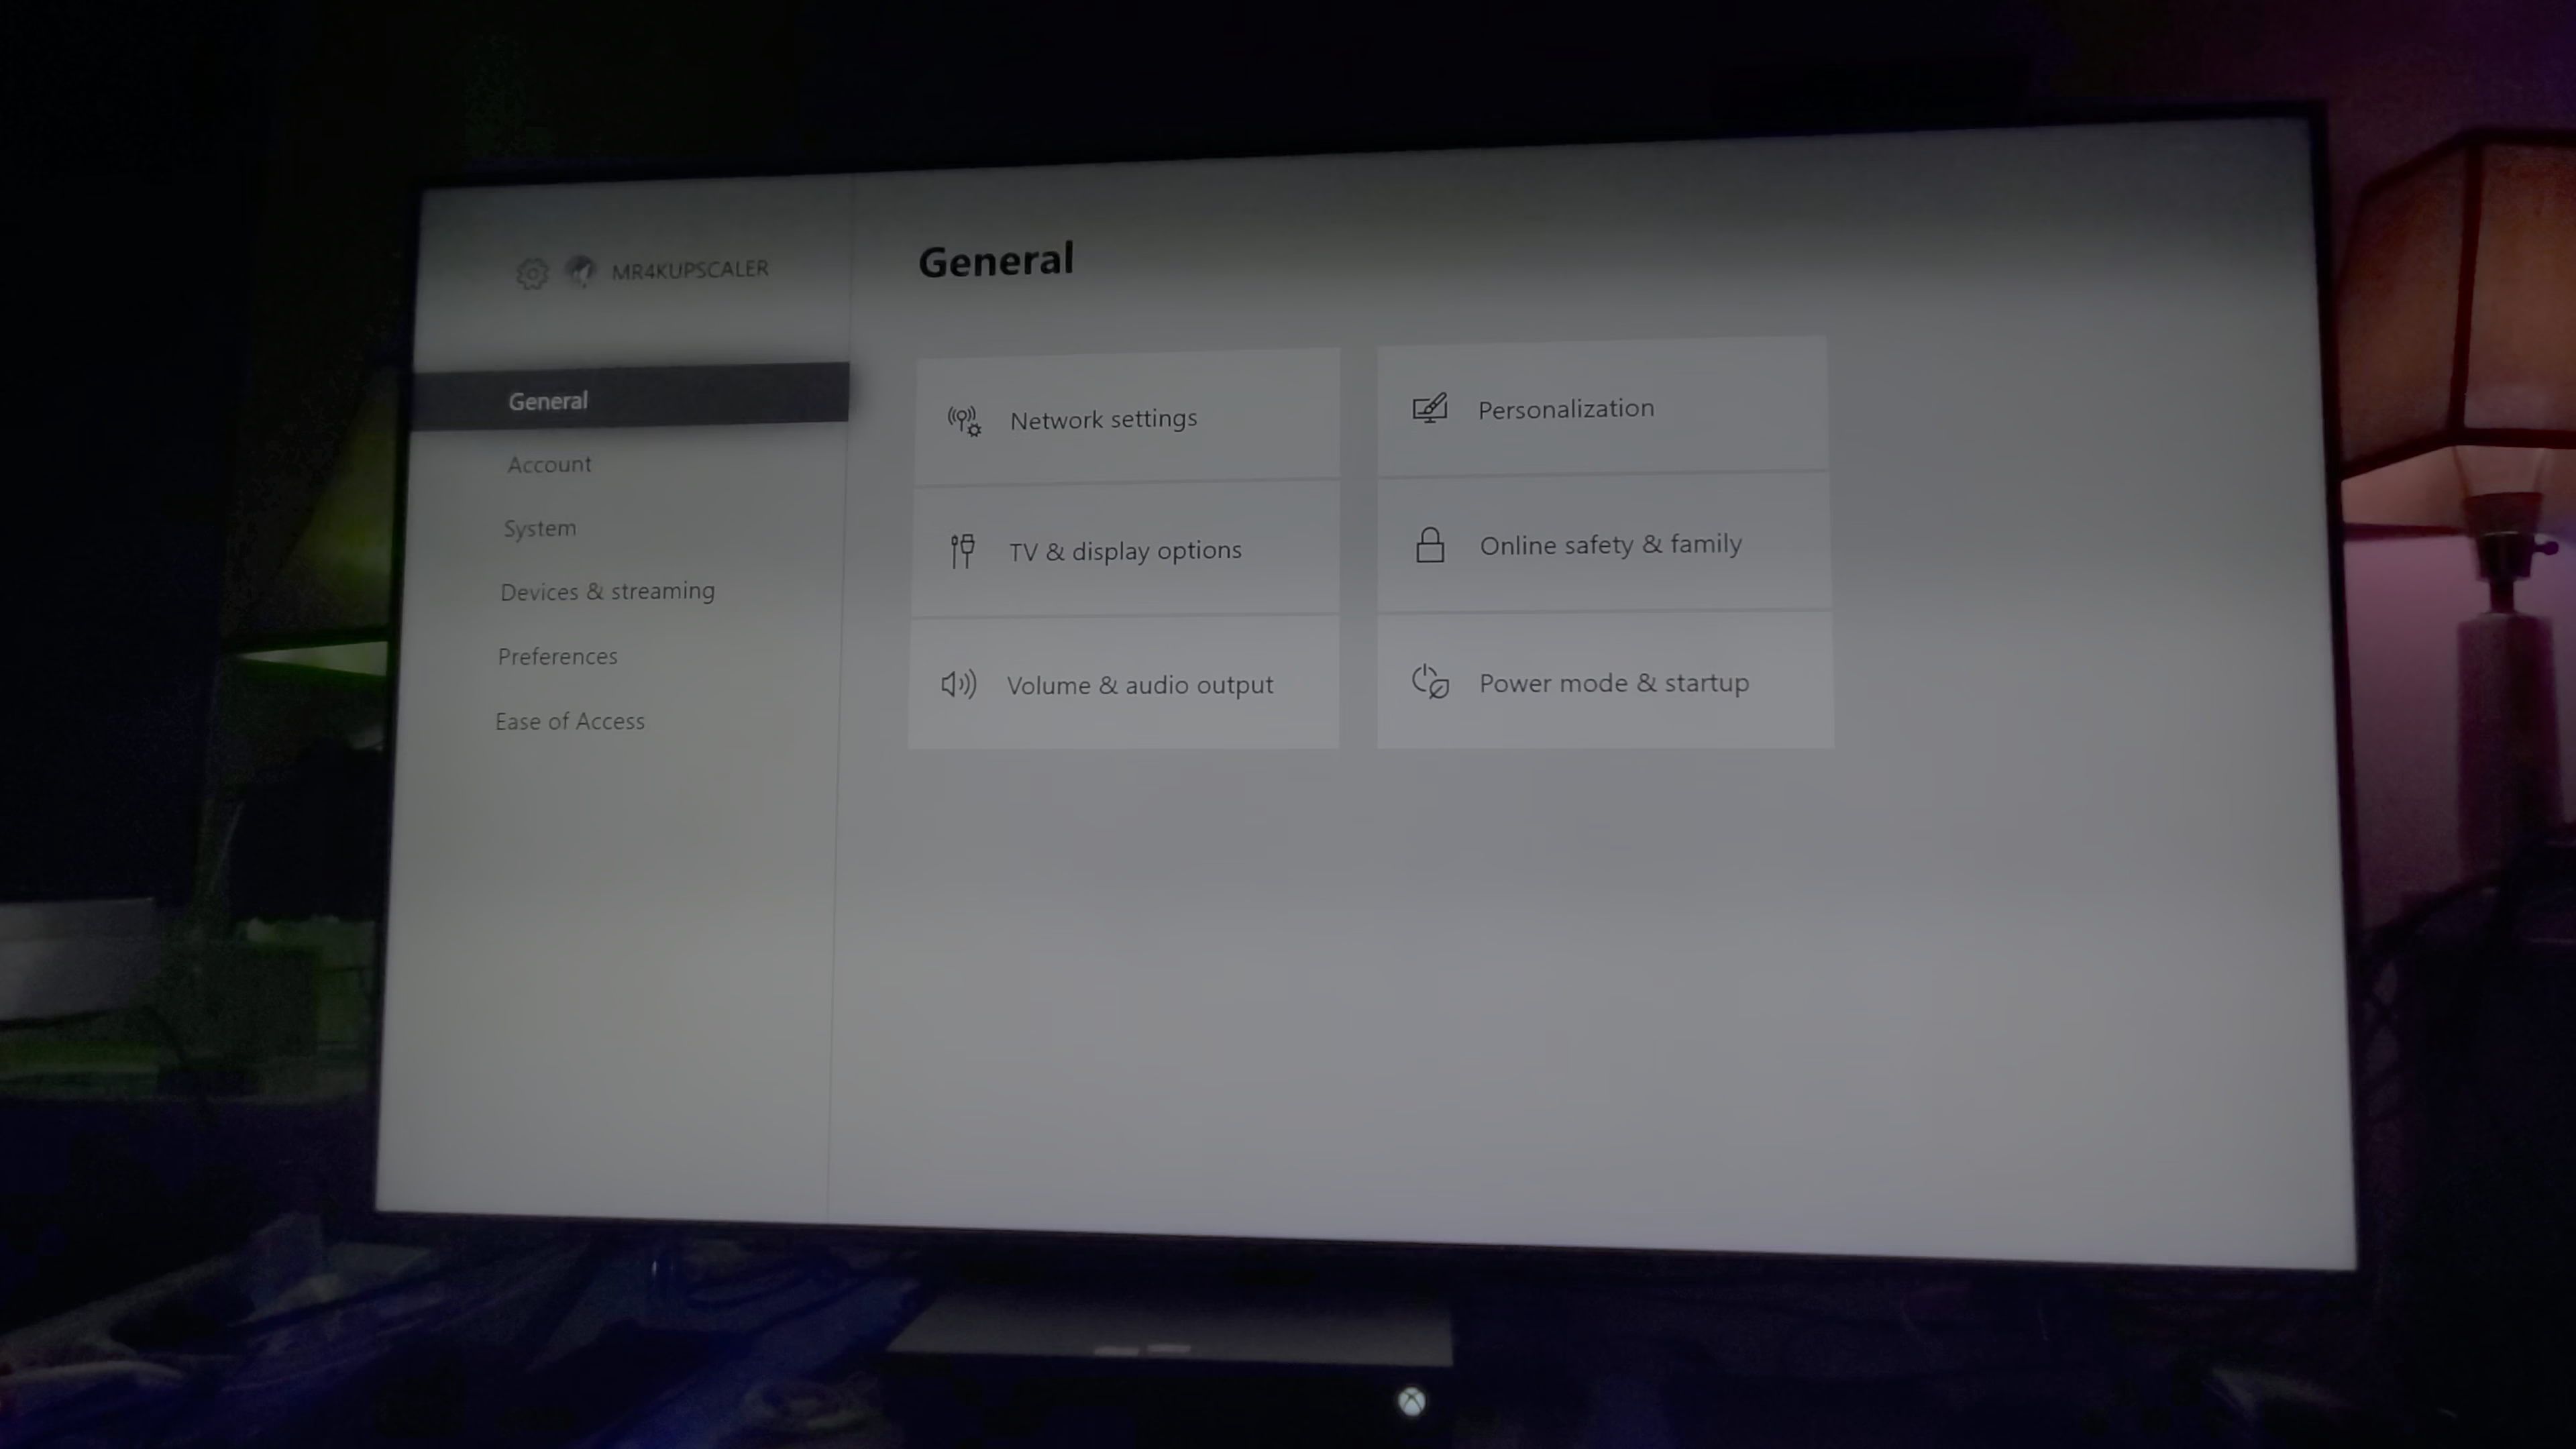 MR4KUPSCALER
General
Account
System
Devices & streaming
Preferences
Ease of Access
General
Network settings
Personalization
TV & display options
Online safety & family
Volume & audio output
Power mode & startup